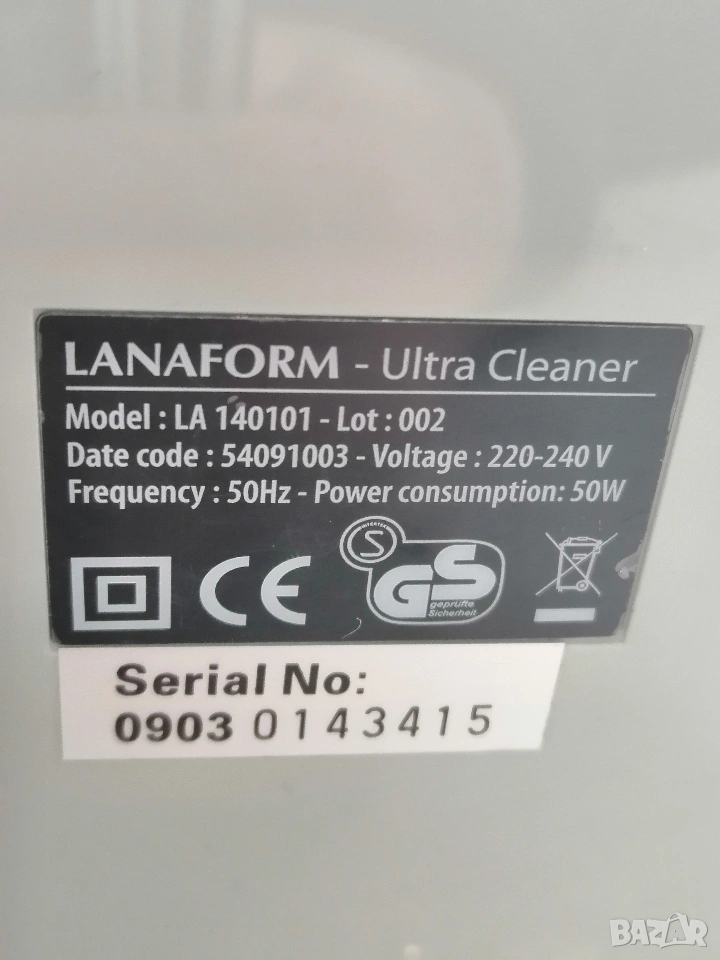 LANAFORM - Ultra Cleaner
Model : LA 140101 - Lot : 002
Date code : 54091003 - Voltage : 220-240 V
Frequency : 50Hz - Power consumption: 50W
S
CE
GS
geprüfte
Sicherheit
Serial No:
0903 0143415
BAZAR